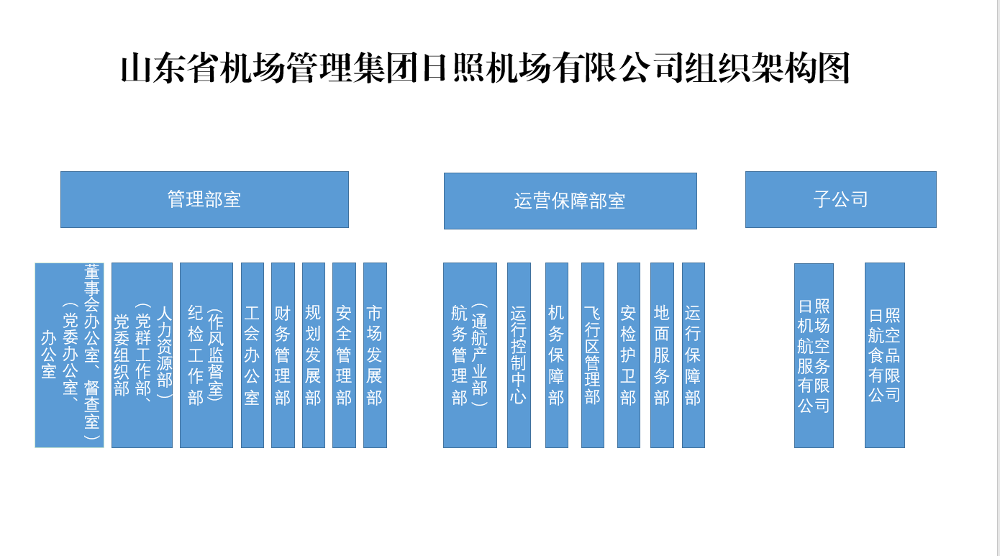 山东省机场管理集团日照机场有限公司组织架构图
管理部室
运营保障部室
子公司
办公室
（党委办公室、
董事会办公室、督查室）
党委组织部
（党群工作部、
人力资源部）
纪检工作部
（作风监督室）
工会办公室
财务管理部
规划发展部
安全管理部
市场发展部
航务管理部
（通航产业部）
运行控制中心
机务保障部
飞行区管理部
安检护卫部
地面服务部
运行保障部
日照
机场
航空
服务
有限
公司
日照
航空
食品
有限
公司